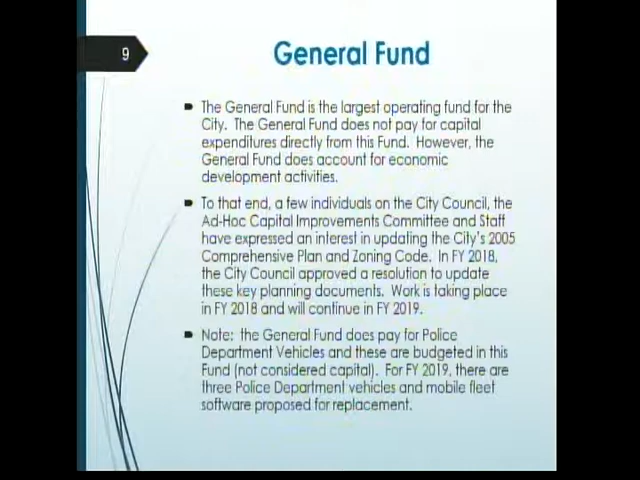 9
General Fund
The General Fund is the largest operating fund for the
City. The General Fund does not pay for capital
expenditures directly from this Fund. However, the
General Fund does account for economic
development activities.
To that end, a few individuals on the City Council, the
Ad-Hoc Capital Improvements Committee and Staff
have expressed an interest in updating the City's 2005
Comprehensive Plan and Zoning Code. In FY 2018,
the City Council approved a resolution to update
these key planning documents. Work is taking place
in FY 2018 and will continue in FY 2019.
Note: the General Fund does pay for Police
Department Vehicles and these are budgeted in this
Fund (not considered capital). For FY 2019, there are
three Police Department vehicles and mobile fleet
software proposed for replacement.